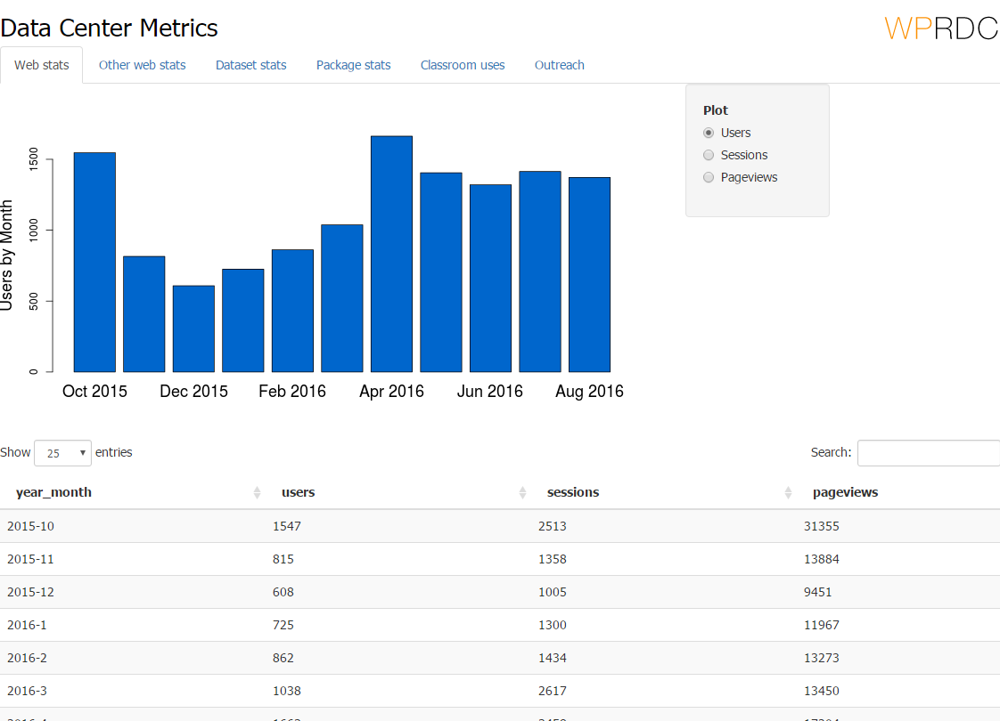 Data Center Metrics
WPRDC
Web stats Other web stats Dataset stats Package stats Classroom uses Outreach
Plot
Users
Sessions
Pageviews
Users by Month
1500
1000
500
0
Oct 2015 Dec 2015 Feb 2016 Apr 2016 Jun 2016 Aug 2016
Show 25 entries Search:
year_month users sessions pageviews
2015-10 1547 2513 31355
2015-11 815 1358 13884
2015-12 608 1005 9451
2016-1 725 1300 11967
2016-2 862 1434 13273
2016-3 1038 2617 13450